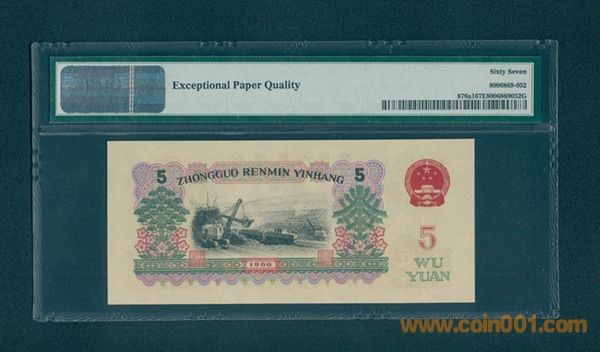 Sixty Seven
Exceptional Paper Quality
8006869-052
876a167E8006869052G
5 ZHONGGUO RENMIN YINHANG 5
5
WU
YUAN
1960
www.coin001.com